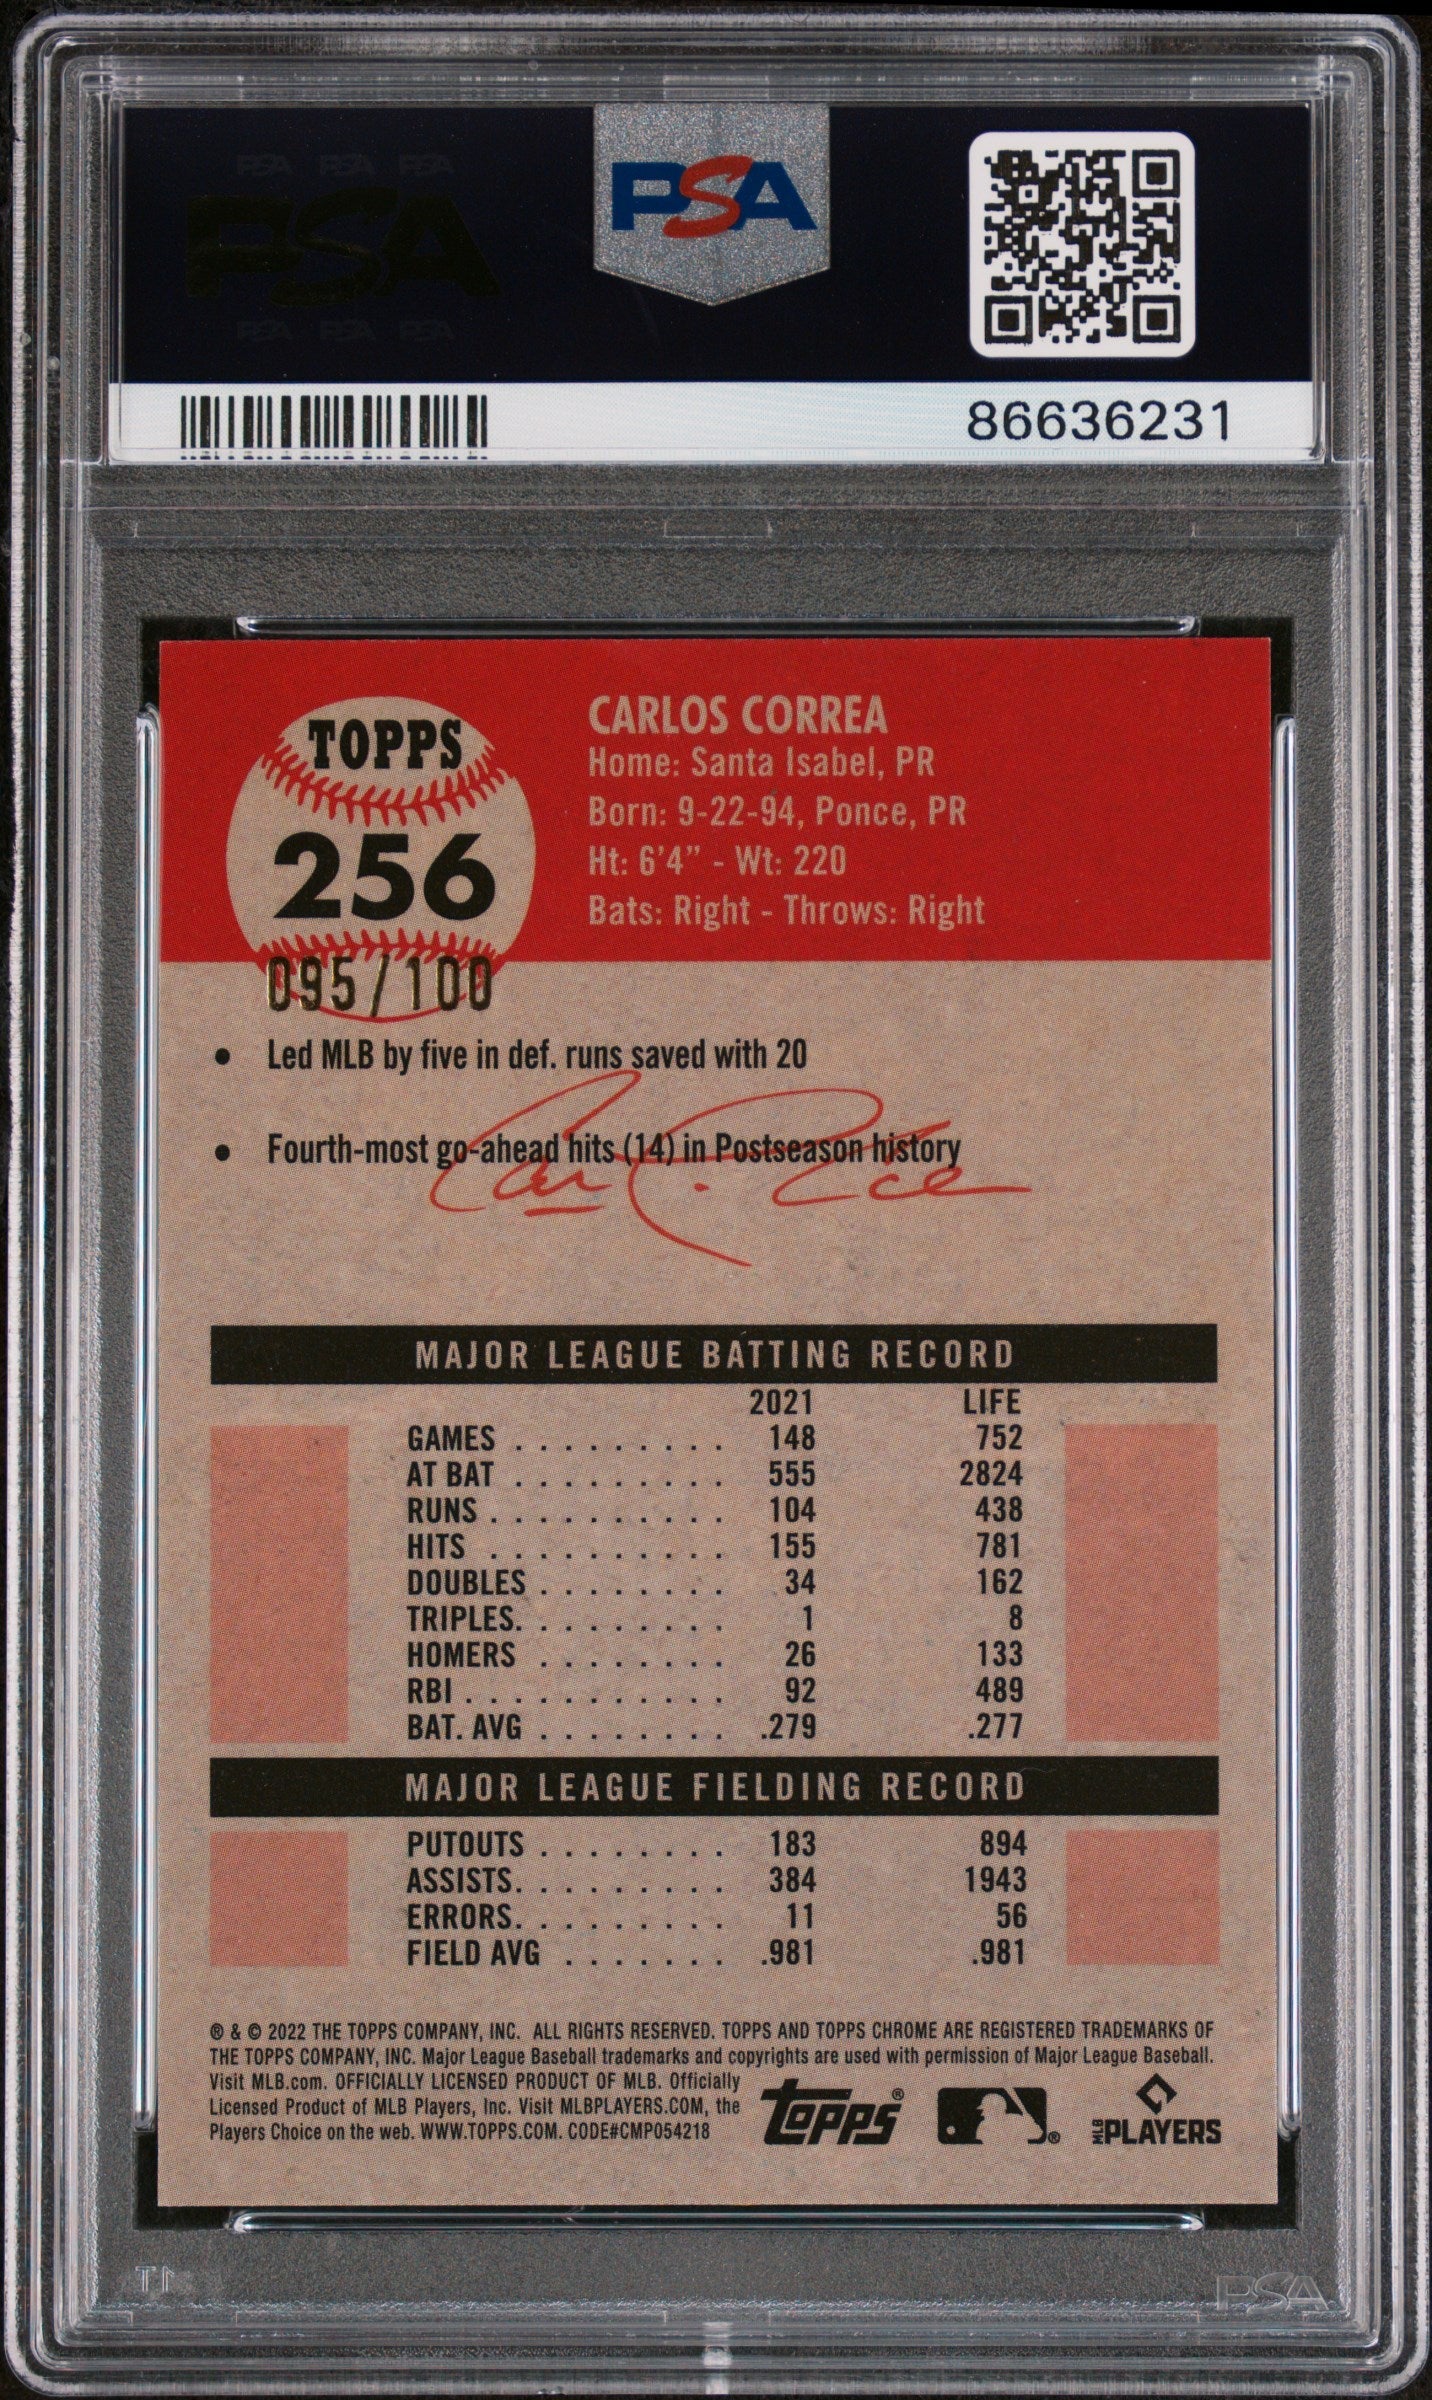 PSA PSA PSA
PSA
PSA PSA PSA
PSA
86636231
TOPPS
256
095/100
CARLOS CORREA
Home: Santa Isabel, PR
Born: 9-22-94, Ponce, PR
Ht: 6'4" - Wt: 220
Bats: Right - Throws: Right
● Led MLB by five in def. runs saved with 20
● Fourth-most go-ahead hits (14) in Postseason history
MAJOR LEAGUE BATTING RECORD
2021 LIFE
GAMES . . . . . . . . . 148 752
AT BAT . . . . . . . . . 555 2824
RUNS . . . . . . . . . . 104 438
HITS . . . . . . . . . . 155 781
DOUBLES . . . . . . . . 34 162
TRIPLES. . . . . . . . . 1 8
HOMERS . . . . . . . . 26 133
RBI . . . . . . . . . . . 92 489
BAT. AVG . . . . . . . . .279 .277
MAJOR LEAGUE FIELDING RECORD
PUTOUTS . . . . . . . . 183 894
ASSISTS. . . . . . . . . 384 1943
ERRORS. . . . . . . . . 11 56
FIELD AVG . . . . . . . .981 .981
® & © 2022 THE TOPPS COMPANY, INC. ALL RIGHTS RESERVED. TOPPS AND TOPPS CHROME ARE REGISTERED TRADEMARKS OF
THE TOPPS COMPANY, INC. Major League Baseball trademarks and copyrights are used with permission of Major League Baseball.
Visit MLB.com. OFFICIALLY LICENSED PRODUCT OF MLB. Officially
Licensed Product of MLB Players, Inc. Visit MLBPLAYERS.COM, the
Players Choice on the web. WWW.TOPPS.COM. CODE#CMP054218
topps®
®
MLB PLAYERS
PSA